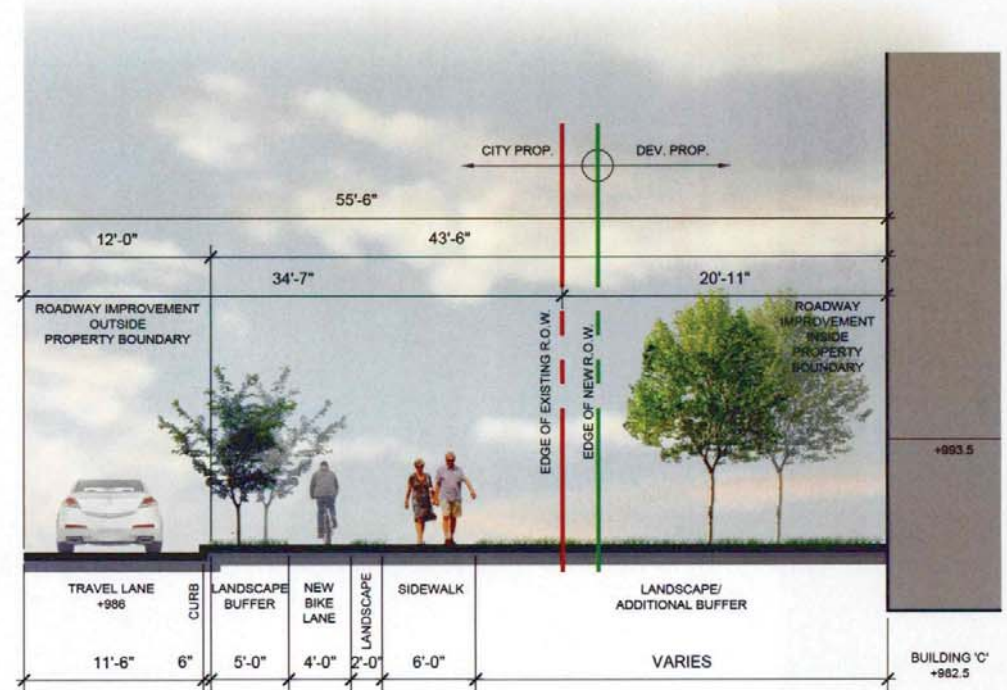 CITY PROP.
DEV. PROP.
55'-6"
12'-0"
43'-6"
34'-7"
20'-11"
ROADWAY IMPROVEMENT
OUTSIDE
PROPERTY BOUNDARY
EDGE OF EXISTING R.O.W.
EDGE OF NEW R.O.W.
ROADWAY
IMPROVEMENT
INSIDE
PROPERTY
BOUNDARY
+993.5
TRAVEL LANE
+986
CURB
LANDSCAPE
BUFFER
NEW
BIKE
LANE
LANDSCAPE
SIDEWALK
LANDSCAPE/
ADDITIONAL BUFFER
11'-6"
6"
5'-0"
4'-0"
2'-0"
6'-0"
VARIES
BUILDING 'C'
+982.5